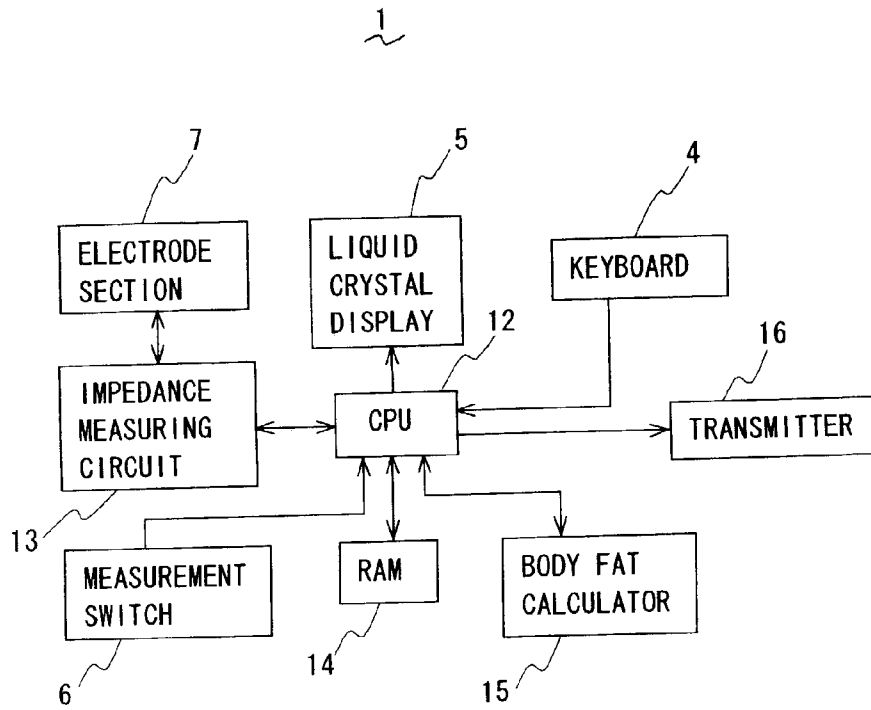 1
7
5
4
ELECTRODE
SECTION
LIQUID
CRYSTAL
DISPLAY
KEYBOARD
12
16
IMPEDANCE
MEASURING
CIRCUIT
CPU
TRANSMITTER
13
MEASUREMENT
SWITCH
RAM
BODY FAT
CALCULATOR
6
14
15